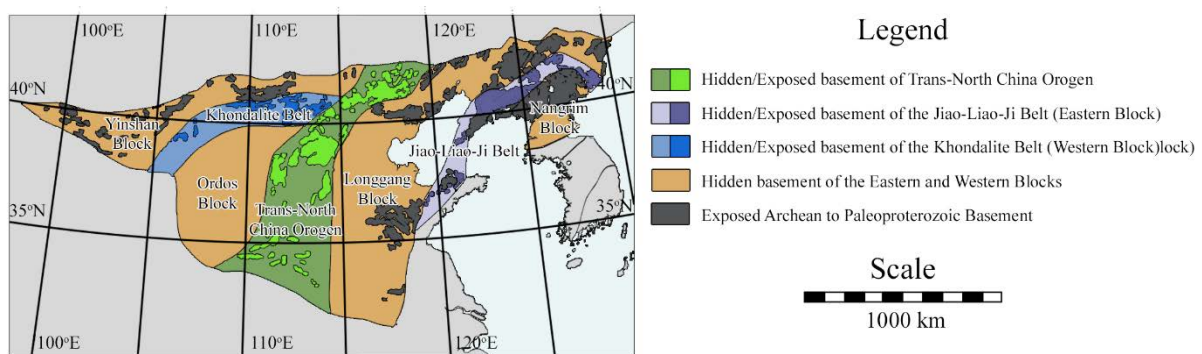 100°E
110°E
120°E
40°N
40°N
Khondalite Belt
Yinshan
Block
Nangrim
Block
Jiao-Liao-Ji Belt
Ordos
Block
Longgang
Block
Trans-North
China Orogen
35°N
35°N
100°E
110°E
120°E
Legend
Hidden/Exposed basement of Trans-North China Orogen
Hidden/Exposed basement of the Jiao-Liao-Ji Belt (Eastern Block)
Hidden/Exposed basement of the Khondalite Belt (Western Block)lock)
Hidden basement of the Eastern and Western Blocks
Exposed Archean to Paleoproterozoic Basement
Scale
1000 km